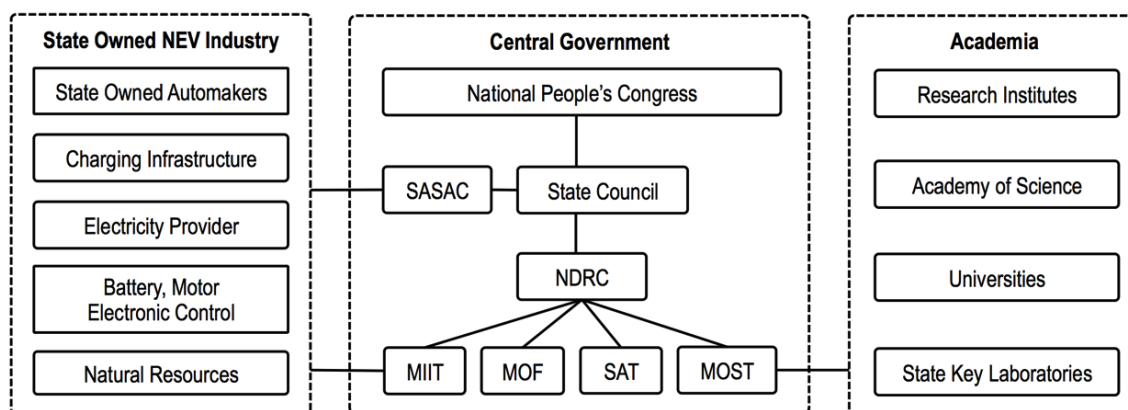 State Owned NEV Industry
State Owned Automakers
Charging Infrastructure
Electricity Provider
Battery, Motor
Electronic Control
Natural Resources
Central Government
National People's Congress
SASAC
State Council
NDRC
MIIT
MOF
SAT
MOST
Academia
Research Institutes
Academy of Science
Universities
State Key Laboratories